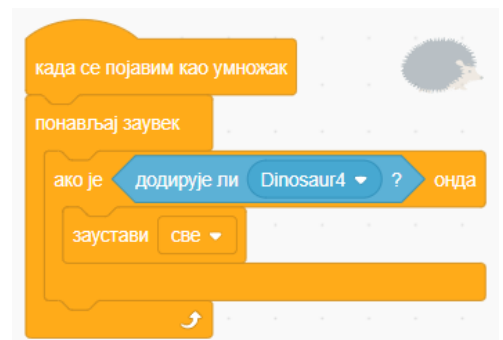 када се појавим као умножак
понављај заувек
ако је додирује ли Dinosaur4 ? онда
заустави све